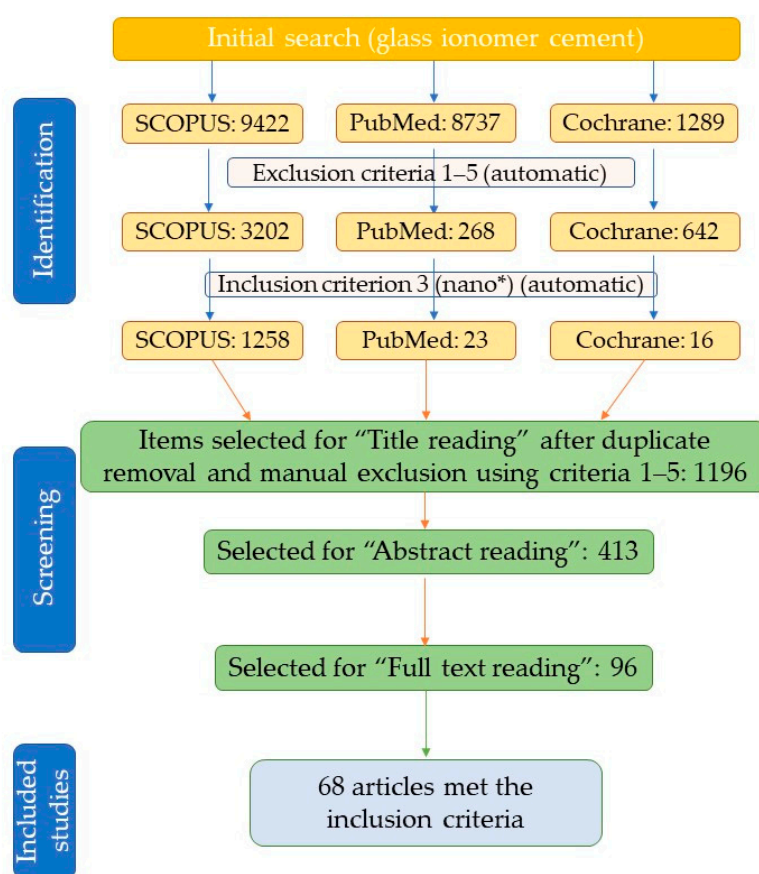 Initial search (glass ionomer cement)
Identification
SCOPUS: 9422
PubMed: 8737
Cochrane: 1289
Exclusion criteria 1–5 (automatic)
SCOPUS: 3202
PubMed: 268
Cochrane: 642
Inclusion criterion 3 (nano*) (automatic)
SCOPUS: 1258
PubMed: 23
Cochrane: 16
Screening
Items selected for “Title reading” after duplicate
removal and manual exclusion using criteria 1–5: 1196
Selected for “Abstract reading”: 413
Selected for “Full text reading”: 96
Included
studies
68 articles met the
inclusion criteria